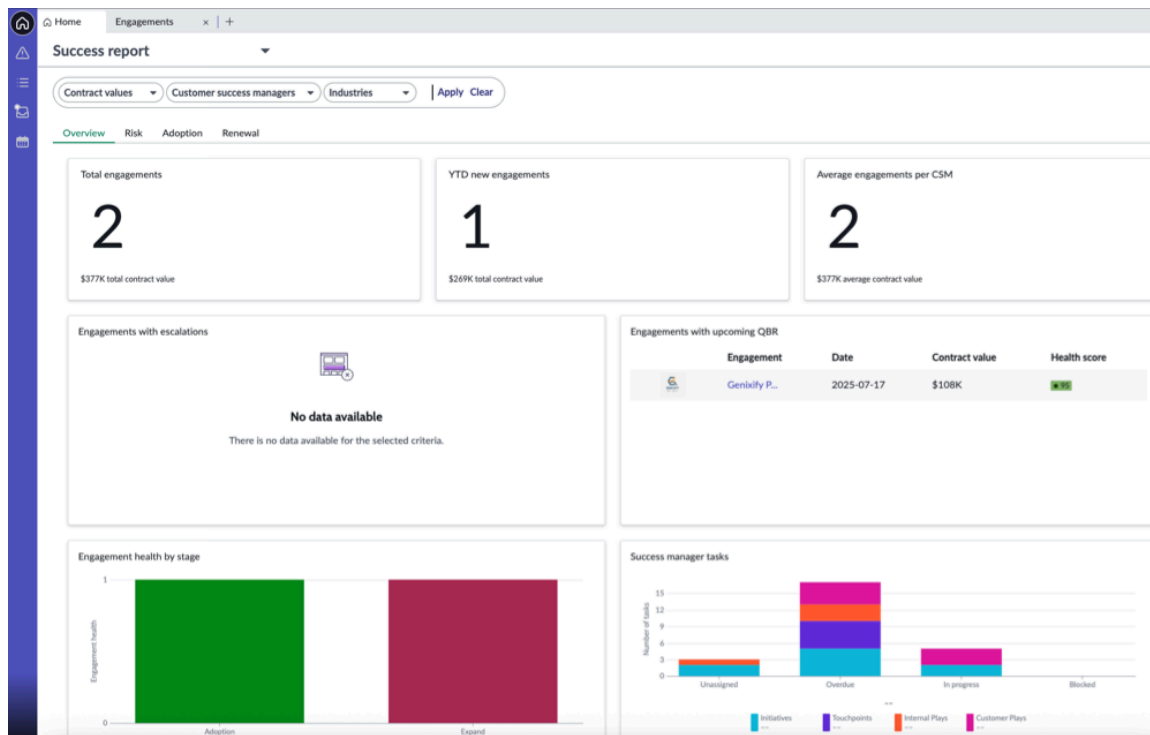 Home
Engagements
Success report
Contract values
Customer success managers
Industries
Apply Clear
Overview Risk Adoption Renewal
Total engagements
2
$377K total contract value
YTD new engagements
1
$269K total contract value
Average engagements per CSM
2
$377K average contract value
Engagements with escalations
No data available
There is no data available for the selected criteria.
Engagements with upcoming QBR
Engagement Date Contract value Health score
Genixify P... 2025-07-17 $108K 95
Engagement health by stage
1
Engagement health
0
Adoption Expand
Success manager tasks
15
12
9
6
3
0
Number of tasks
Unassigned Overdue In progress Blocked
--
Initiatives Touchpoints Internal Plays Customer Plays
-- -- -- --